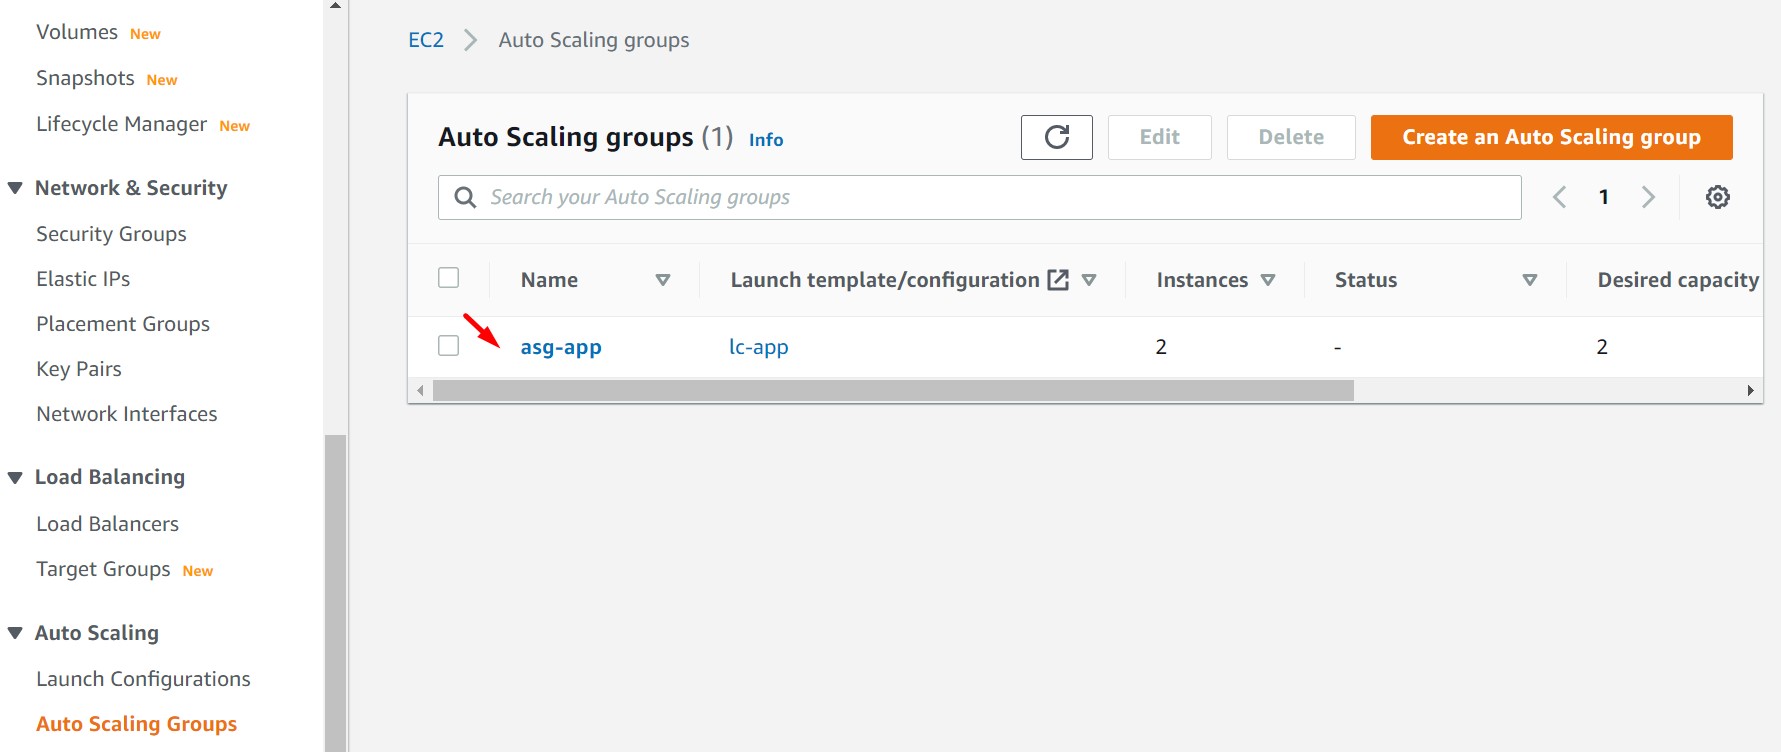 Volumes New
Snapshots New
Lifecycle Manager New
Network & Security
Security Groups
Elastic IPs
Placement Groups
Key Pairs
Network Interfaces
Load Balancing
Load Balancers
Target Groups New
Auto Scaling
Launch Configurations
Auto Scaling Groups
EC2 Auto Scaling groups
Auto Scaling groups (1) Info
Edit Delete Create an Auto Scaling group
Search your Auto Scaling groups
1
Name Launch template/configuration Instances Status Desired capacity
asg-app lc-app 2 - 2